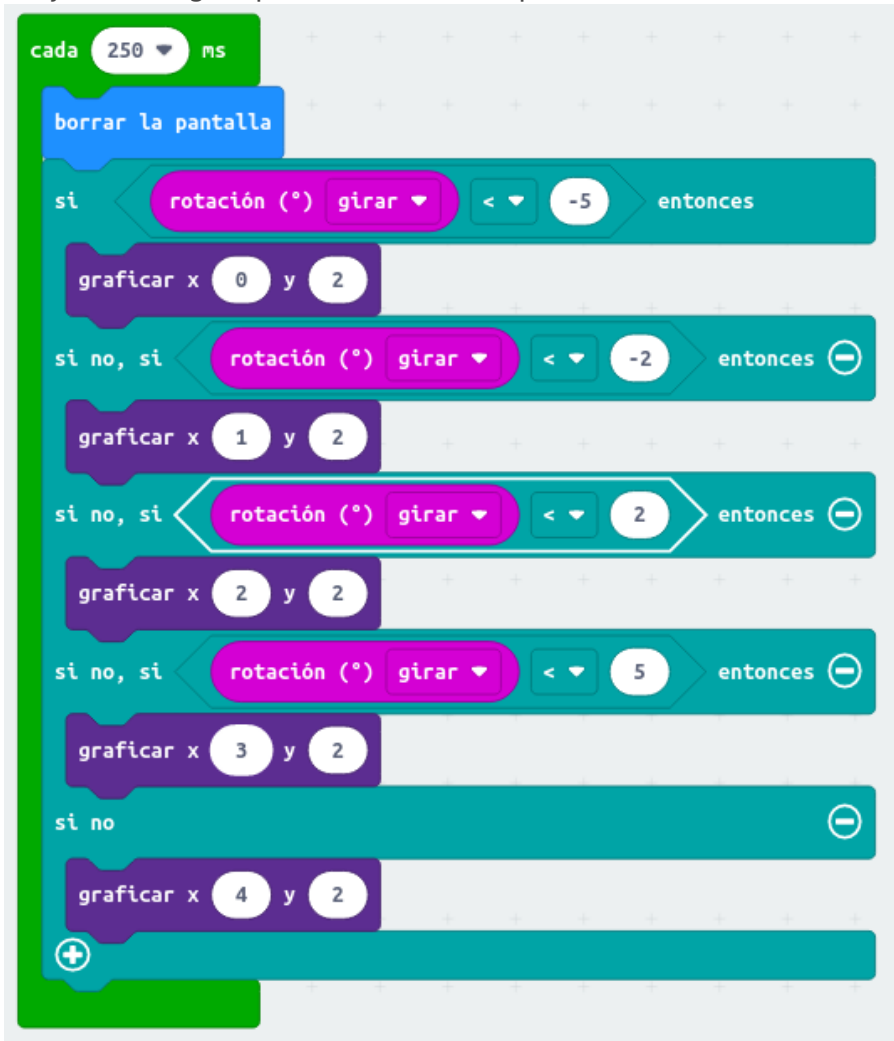 cada 250 ms
borrar la pantalla
si rotación (°) girar < -5 entonces
graficar x 0 y 2
si no, si rotación (°) girar < -2 entonces
graficar x 1 y 2
si no, si rotación (°) girar < 2 entonces
graficar x 2 y 2
si no, si rotación (°) girar < 5 entonces
graficar x 3 y 2
si no
graficar x 4 y 2